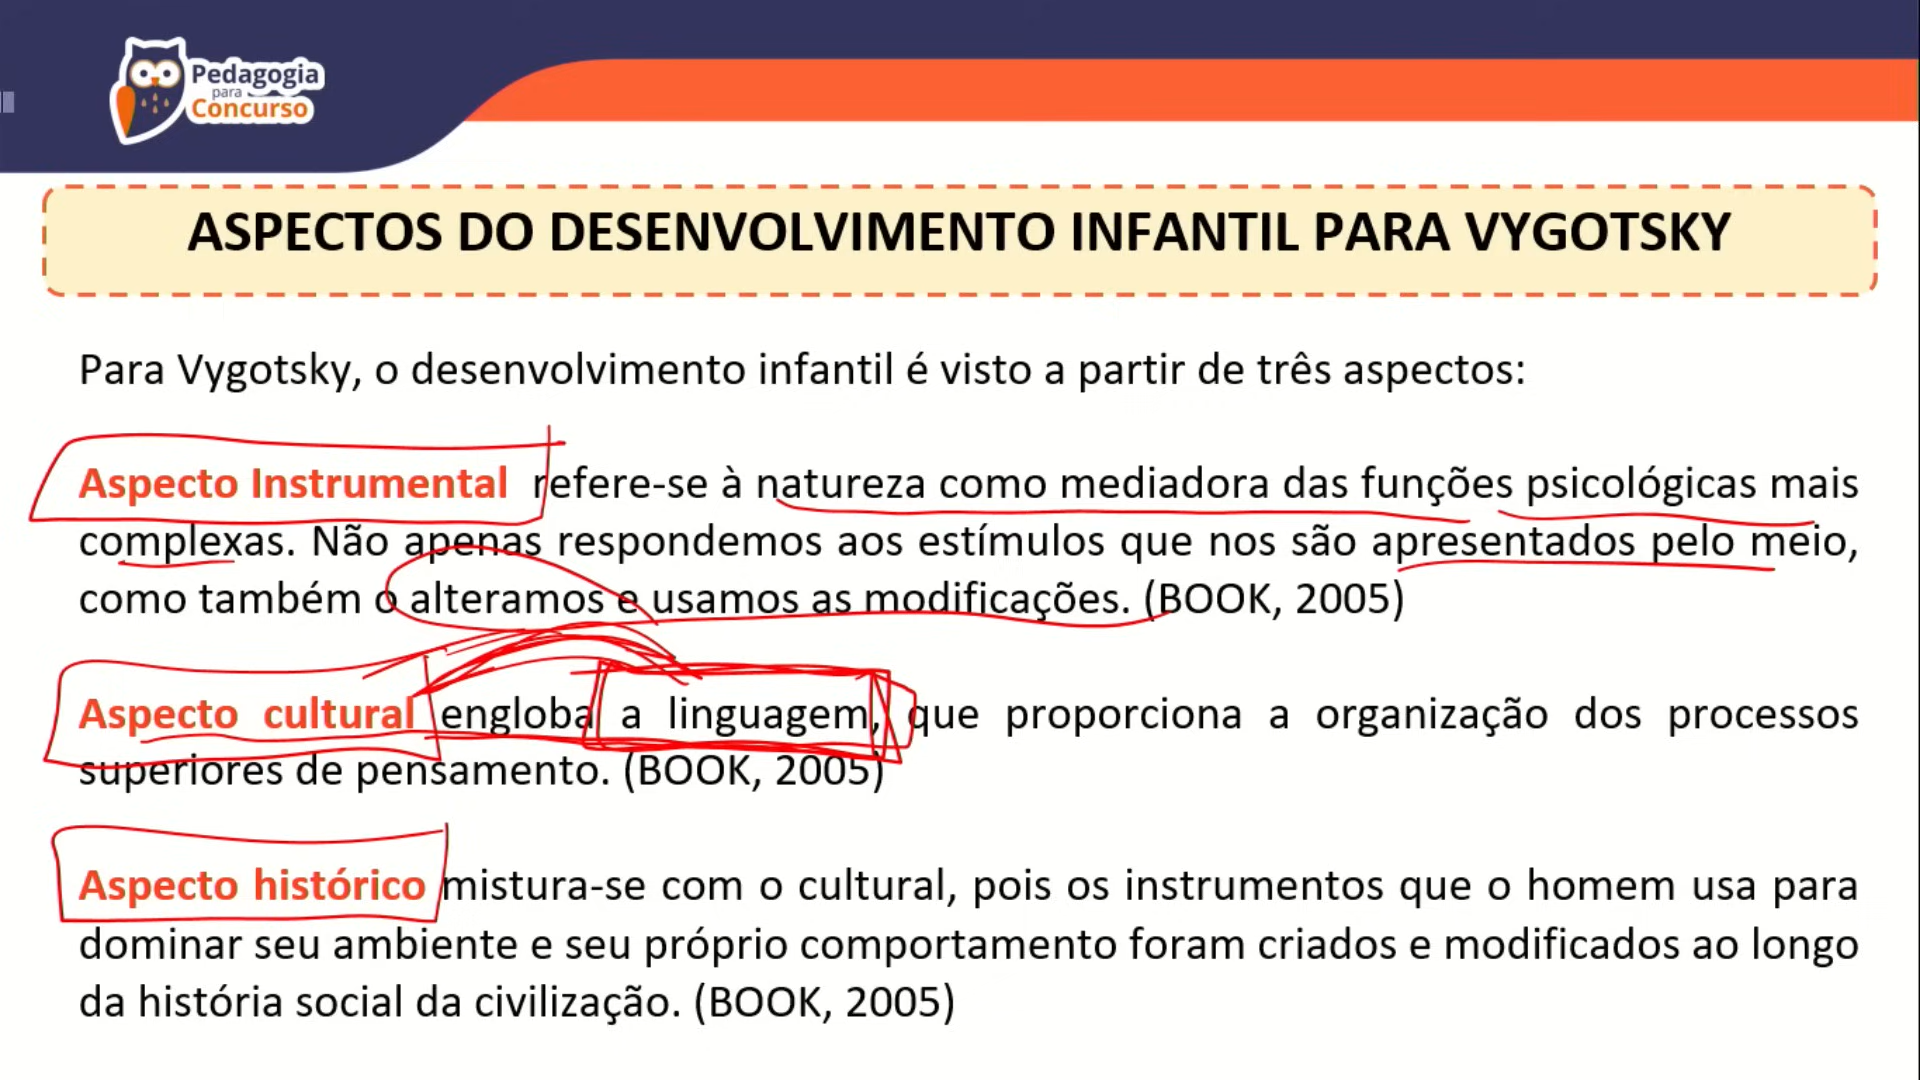 Pedagogia
para
Concurso
ASPECTOS DO DESENVOLVIMENTO INFANTIL PARA VYGOTSKY
Para Vygotsky, o desenvolvimento infantil é visto a partir de três aspectos:
Aspecto Instrumental refere-se à natureza como mediadora das funções psicológicas mais
complexas. Não apenas respondemos aos estímulos que nos são apresentados pelo meio,
como também o alteramos e usamos as modificações. (BOOK, 2005)
Aspecto cultural engloba a linguagem, que proporciona a organização dos processos
superiores de pensamento. (BOOK, 2005)
Aspecto histórico mistura-se com o cultural, pois os instrumentos que o homem usa para
dominar seu ambiente e seu próprio comportamento foram criados e modificados ao longo
da história social da civilização. (BOOK, 2005)